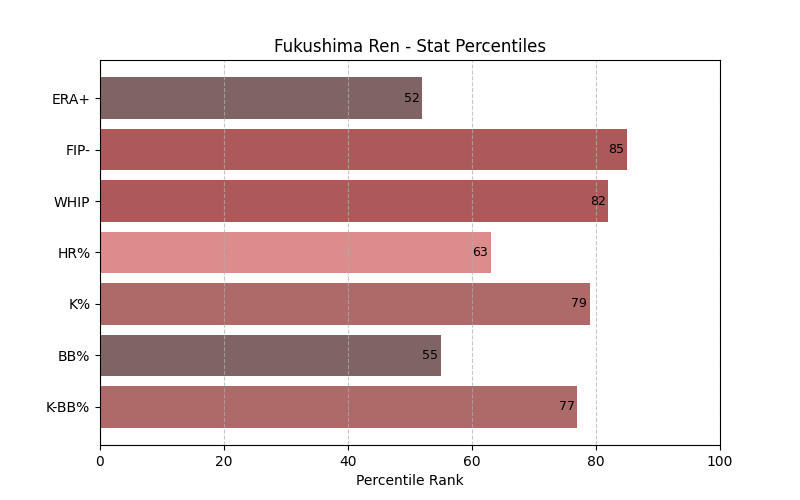 Fukushima Ren - Stat Percentiles
ERA+ 52
FIP- 85
WHIP 82
HR% 63
K% 79
BB% 55
K-BB% 77
0 20 40 60 80 100
Percentile Rank